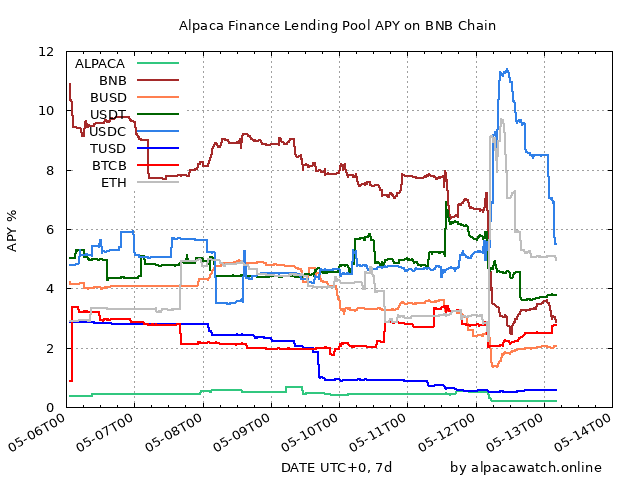 Alpaca Finance Lending Pool APY on BNB Chain
12
10
8
6
4
2
0
APY %
ALPACA
BNB
BUSD
USDT
USDC
TUSD
BTCB
ETH
05-06T00
05-07T00
05-08T00
05-09T00
05-10T00
05-11T00
05-12T00
05-13T00
05-14T00
DATE UTC+0, 7d
by alpacawatch.online